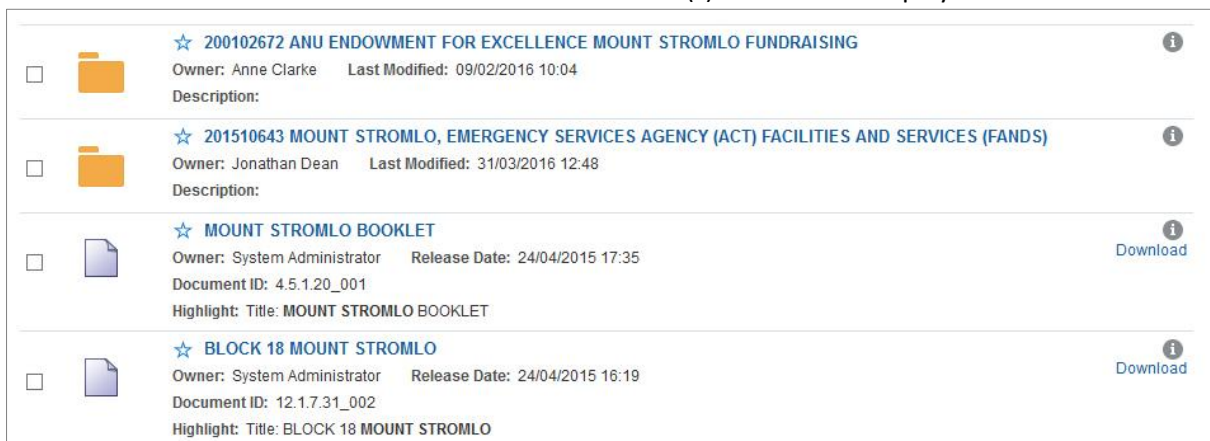 ☆ 200102672 ANU ENDOWMENT FOR EXCELLENCE MOUNT STROMLO FUNDRAISING
Owner: Anne Clarke Last Modified: 09/02/2016 10:04
Description:
☆ 201510643 MOUNT STROMLO, EMERGENCY SERVICES AGENCY (ACT) FACILITIES AND SERVICES (FANDS)
Owner: Jonathan Dean Last Modified: 31/03/2016 12:48
Description:
☆ MOUNT STROMLO BOOKLET
Owner: System Administrator Release Date: 24/04/2015 17:35 Download
Document ID: 4.5.1.20_001
Highlight: Title: MOUNT STROMLO BOOKLET
☆ BLOCK 18 MOUNT STROMLO
Owner: System Administrator Release Date: 24/04/2015 16:19 Download
Document ID: 12.1.7.31_002
Highlight: Title: BLOCK 18 MOUNT STROMLO